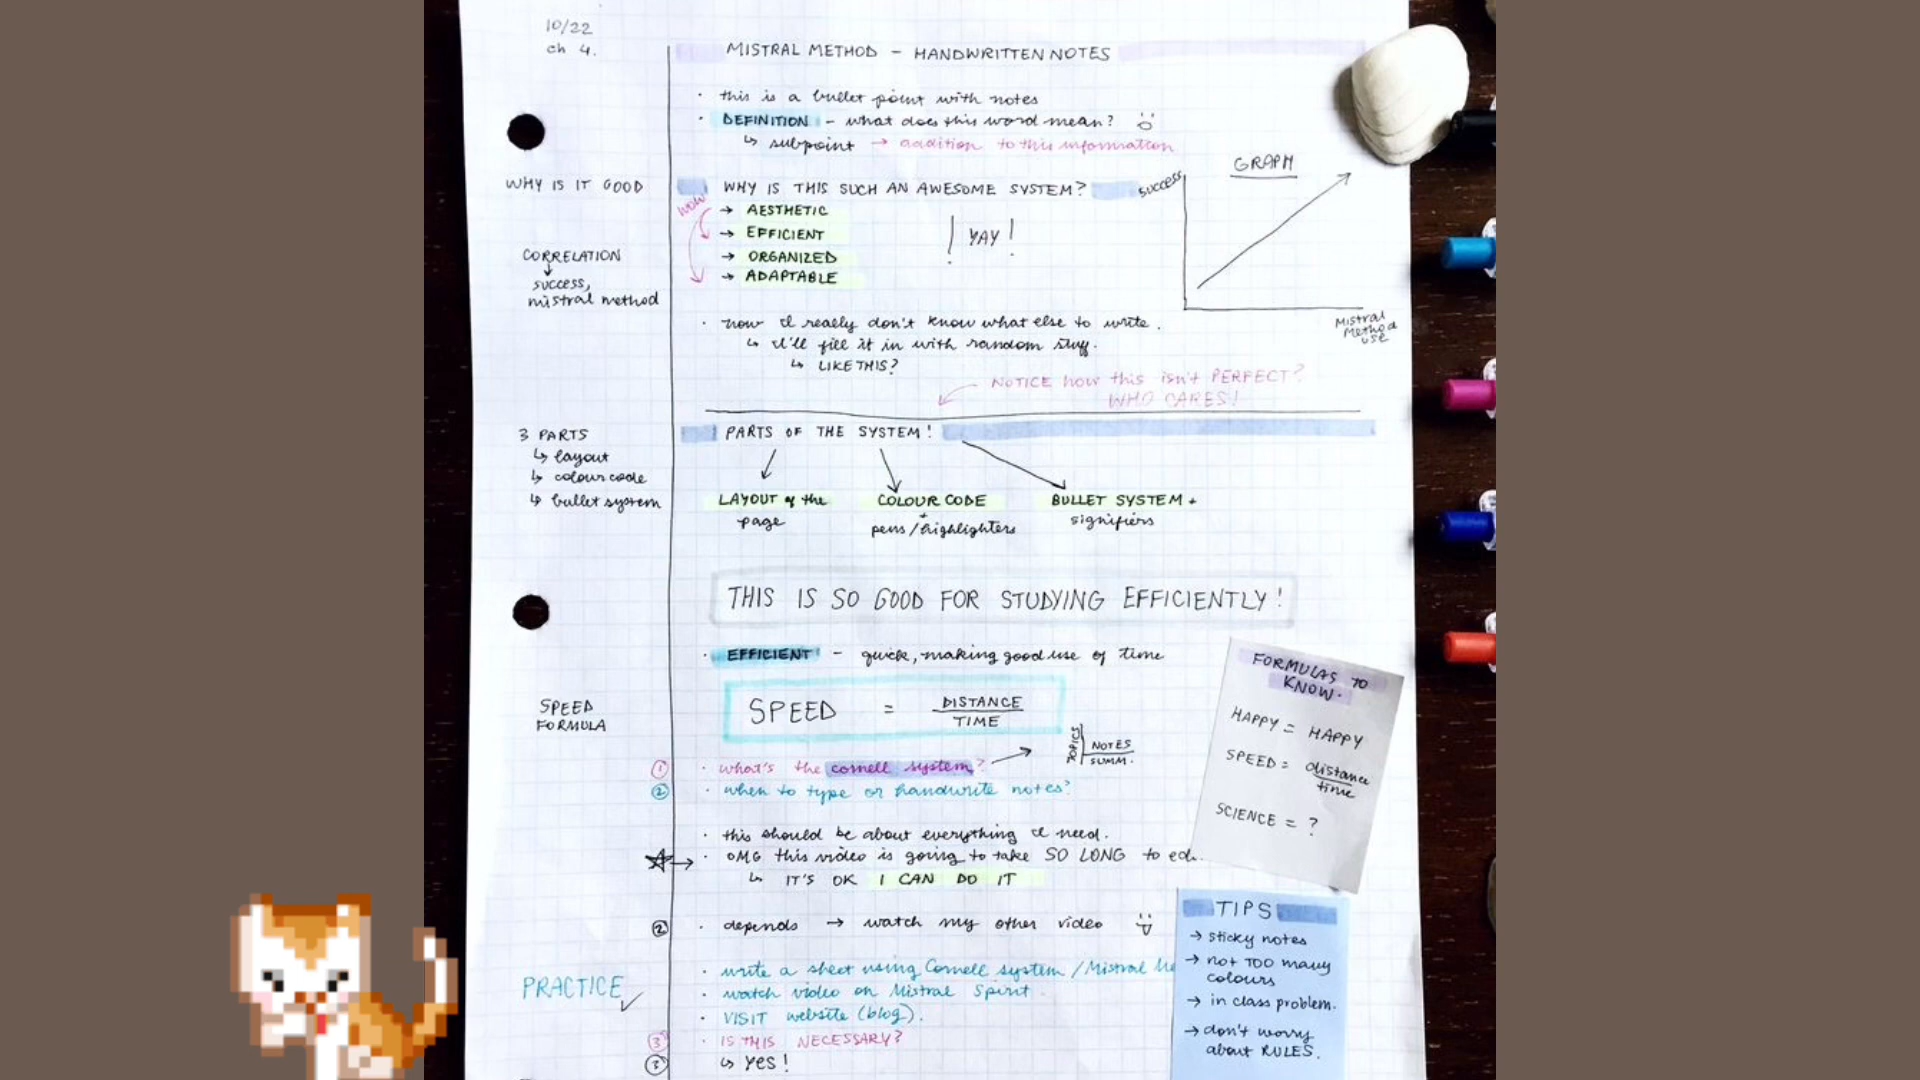 10/22
ch 4.
MISTRAL METHOD - HANDWRITTEN NOTES
· this is a bullet point with notes
· DEFINITION - what does this word mean?
↳ subpoint → addition to this information
WHY IS IT GOOD
WHY IS THIS SUCH AN AWESOME SYSTEM?
WOW
→ AESTHETIC
→ EFFICIENT
→ ORGANIZED
→ ADAPTABLE
! YAY !
GRAPH
SUCCESS
Mistral
Method
use
CORRELATION
↓
success,
mistral method
· now I really don't know what else to write.
↳ I'll fill it in with random stuff.
↳ LIKE THIS?
NOTICE how this isn't PERFECT?
WHO CARES!
3 PARTS
↳ layout
↳ colour code
↳ bullet system
PARTS OF THE SYSTEM!
LAYOUT of the
page
COLOUR CODE
+
pens/highlighters
BULLET SYSTEM +
signifiers
THIS IS SO GOOD FOR STUDYING EFFICIENTLY!
· EFFICIENT - quick, making good use of time
SPEED
FORMULA
SPEED = DISTANCE
TIME
① · what's the cornell system?
TOPICS
NOTES
SUMM.
② · when to type or handwrite notes?
· this should be about everything I need.
→ · OMG this video is going to take SO LONG to
↳ IT'S OK I CAN DO IT
② · depends → watch my other video
PRACTICE
· write a sheet using Cornell system / Mistral
· watch video on Mistral Spirit.
· VISIT website (blog).
③ · IS THIS NECESSARY?
③ ↳ Yes!
FORMULAS TO
KNOW.
HAPPY = HAPPY
SPEED = distance
time
SCIENCE = ?
TIPS
→ sticky notes
→ not TOO many
colours
→ in class problem.
→ don't worry
about RULES.